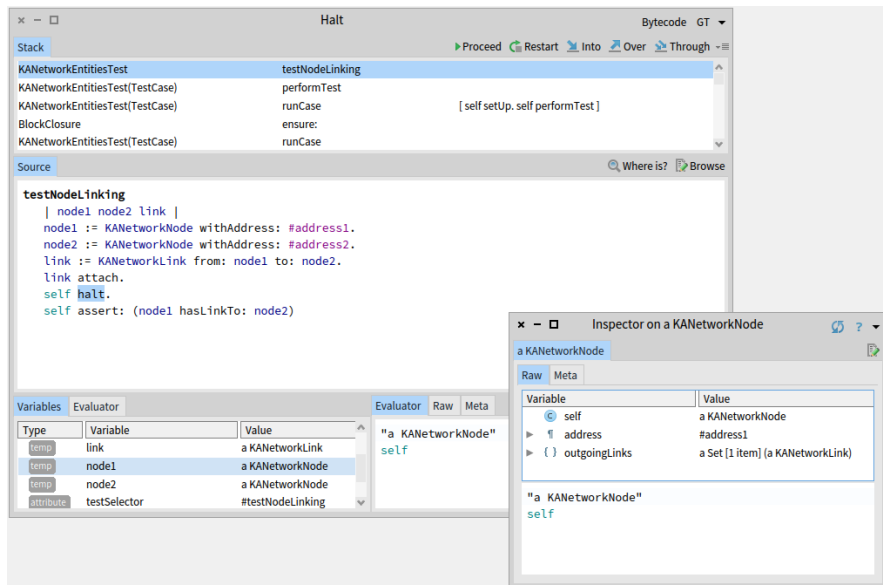 Halt
Bytecode GT
Stack
Proceed Restart Into Over Through
KANetworkEntitiesTest testNodeLinking
KANetworkEntitiesTest(TestCase) performTest
KANetworkEntitiesTest(TestCase) runCase [ self setUp. self performTest ]
BlockClosure ensure:
KANetworkEntitiesTest(TestCase) runCase
Source
Where is? Browse
testNodeLinking
| node1 node2 link |
node1 := KANetworkNode withAddress: #address1.
node2 := KANetworkNode withAddress: #address2.
link := KANetworkLink from: node1 to: node2.
link attach.
self halt.
self assert: (node1 hasLinkTo: node2)
Variables Evaluator
Type Variable Value
temp link a KANetworkLink
temp node1 a KANetworkNode
temp node2 a KANetworkNode
attribute testSelector #testNodeLinking
Evaluator Raw Meta
"a KANetworkNode"
self
Inspector on a KANetworkNode
?
a KANetworkNode
Raw Meta
Variable Value
C self a KANetworkNode
¶ address #address1
{ } outgoingLinks a Set [1 item] (a KANetworkLink)
"a KANetworkNode"
self